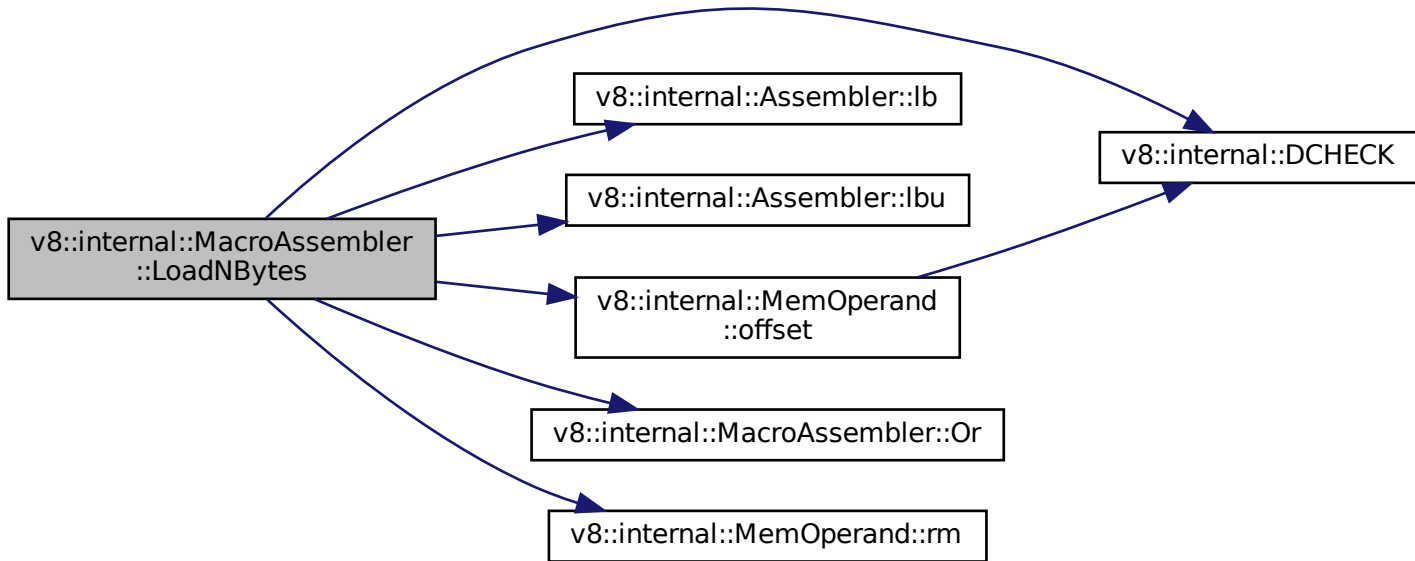 v8::internal::MacroAssembler
::LoadNBytes
v8::internal::Assembler::lb
v8::internal::Assembler::lbu
v8::internal::MemOperand
::offset
v8::internal::MacroAssembler::Or
v8::internal::MemOperand::rm
v8::internal::DCHECK